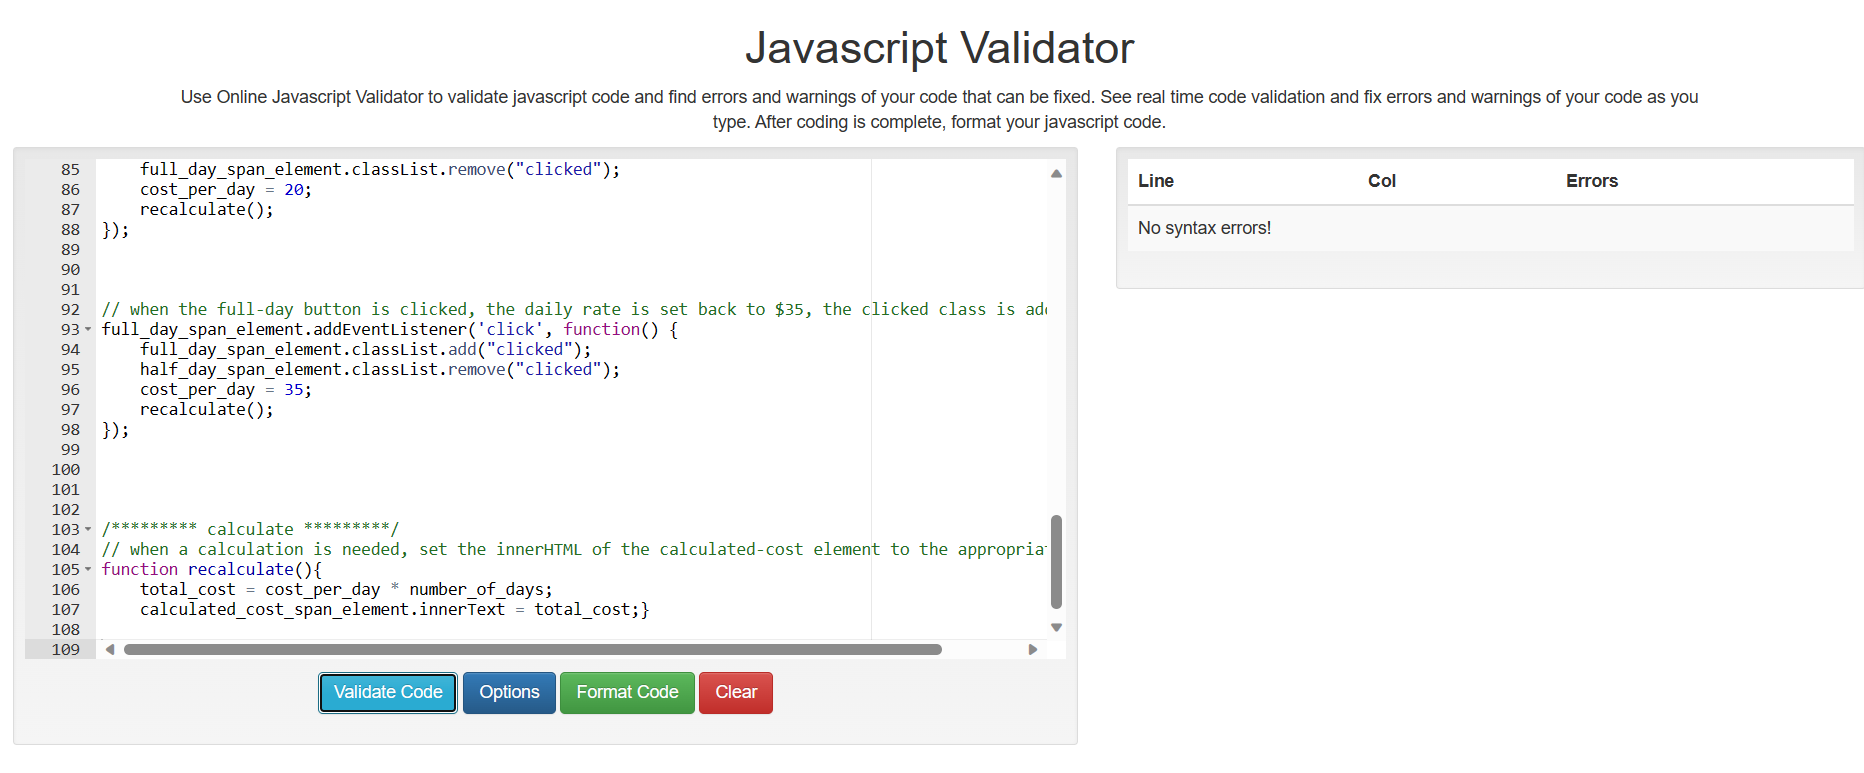 Javascript Validator
Use Online Javascript Validator to validate javascript code and find errors and warnings of your code that can be fixed. See real time code validation and fix errors and warnings of your code as you
type. After coding is complete, format your javascript code.
85     full_day_span_element.classList.remove("clicked");
86     cost_per_day = 20;
87     recalculate();
88 });
89
90
91
92 // when the full-day button is clicked, the daily rate is set back to $35, the clicked class is
93 full_day_span_element.addEventListener('click', function() {
94     full_day_span_element.classList.add("clicked");
95     half_day_span_element.classList.remove("clicked");
96     cost_per_day = 35;
97     recalculate();
98 });
99
100
101
102
103 /********* calculate *********/
104 // when a calculation is needed, set the innerHTML of the calculated-cost element to the
105 function recalculate(){
106     total_cost = cost_per_day * number_of_days;
107     calculated_cost_span_element.innerText = total_cost;}
108
109
Validate Code Options Format Code Clear
Line Col Errors
No syntax errors!